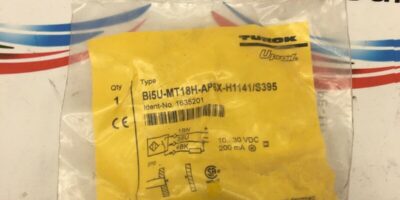 TURCK
Type
Uprox
Qty
1
Bi5U-MT18H-AP6X-H1141/S395
Ident-No. 1635201
CE
10...30 VDC
200 mA
pnp